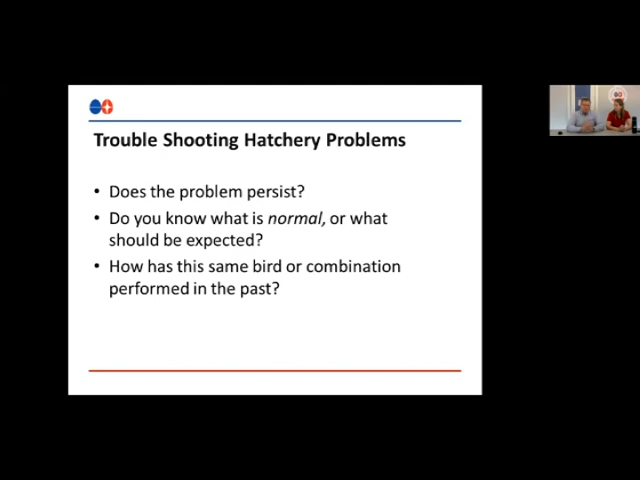 Trouble Shooting Hatchery Problems
• Does the problem persist?
• Do you know what is normal, or what
should be expected?
• How has this same bird or combination
performed in the past?